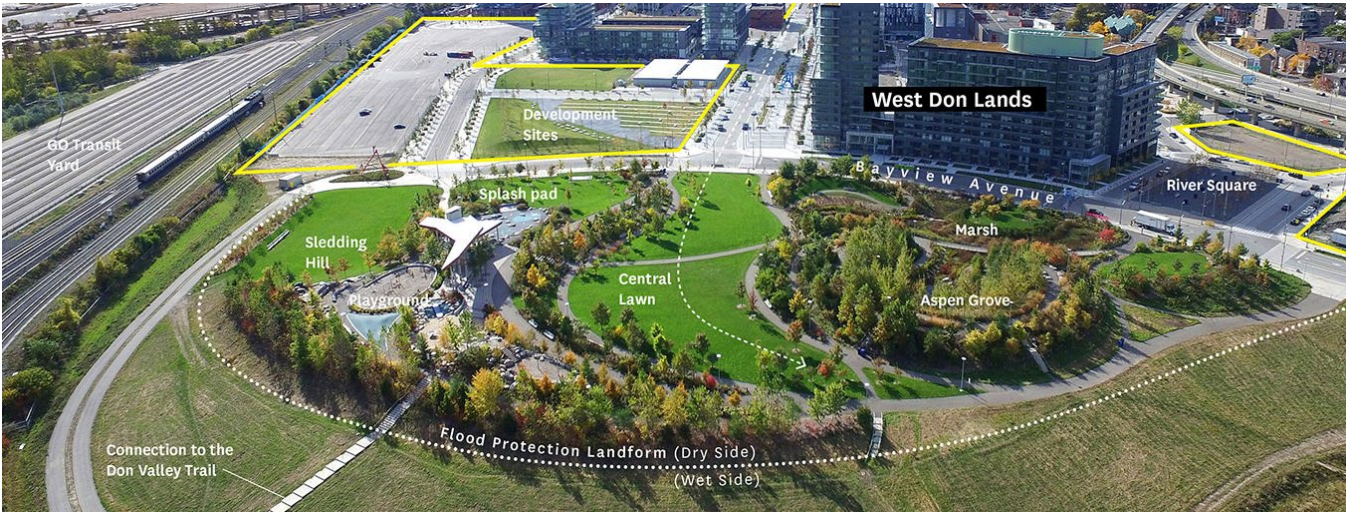 West Don Lands
GO Transit
Yard
Development
Sites
Bayview Avenue
River Square
Splash pad
Sledding
Hill
Marsh
Central
Lawn
Playground
Aspen Grove
Flood Protection Landform (Dry Side)
(Wet Side)
Connection to the
Don Valley Trail